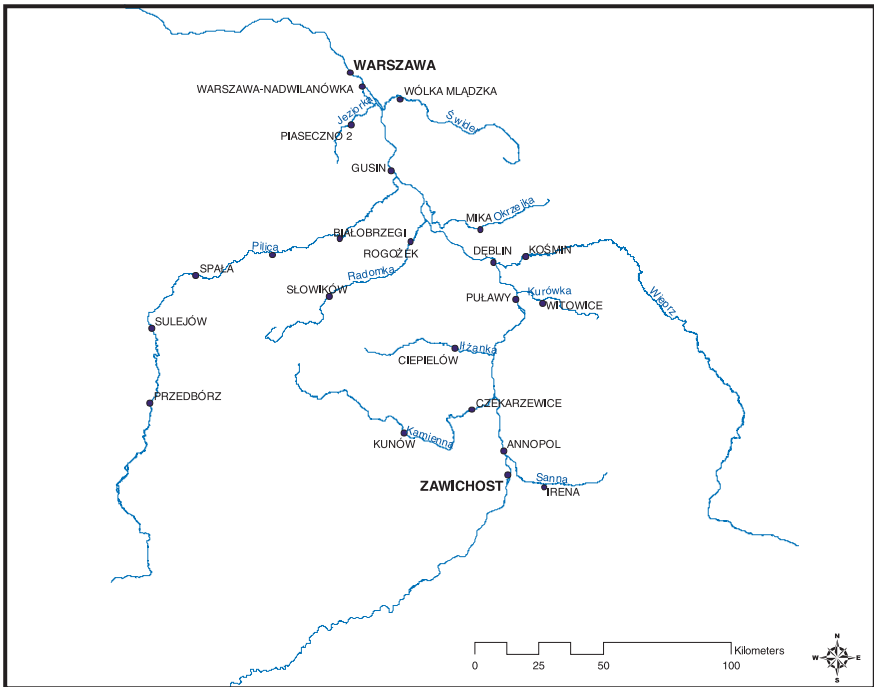 WARSZAWA
WARSZAWA-NADWILANÓWKA
WÓLKA MLĄDZKA
Jeziorka
Świder
PIASECZNO 2
GUSIN
MIKA
Okrzejka
BIAŁOBRZEGI
ROGOŻEK
Pilica
DĘBLIN
KOŚMIN
SPAŁA
Radomka
SŁOWIKÓW
PUŁAWY
Kurówka
WITOWICE
Wieprz
SULEJÓW
CIEPIELÓW
Iłżanka
PRZEDBÓRZ
CZEKARZEWICE
KUNÓW
Kamienna
ANNOPOL
ZAWICHOST
Sanna
IRENA
Kilometers
0 25 50 100
N
W E
S